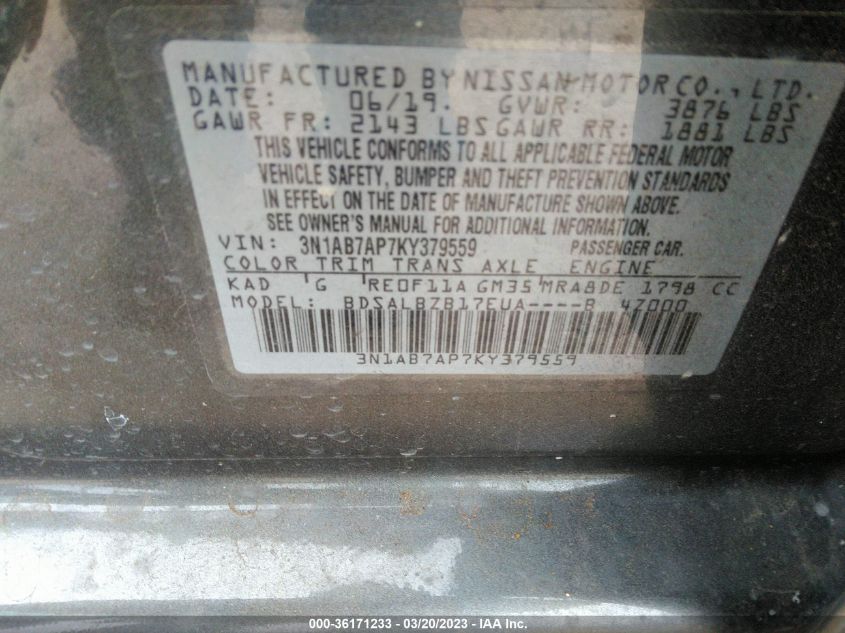 MANUFACTURED BY NISSAN MOTOR CO., LTD.
DATE: 06/19. GVWR: 3876 LBS
GAWR FR: 2143 LBS GAWR RR: 1881 LBS
THIS VEHICLE CONFORMS TO ALL APPLICABLE FEDERAL MOTOR
VEHICLE SAFETY, BUMPER AND THEFT PREVENTION STANDARDS
IN EFFECT ON THE DATE OF MANUFACTURE SHOWN ABOVE.
SEE OWNER'S MANUAL FOR ADDITIONAL INFORMATION.
VIN: 3N1AB7AP7KY379559 PASSENGER CAR.
COLOR TRIM TRANS AXLE ENGINE
KAD G RE0F11A GM35 MRA8DE 1798 CC
MODEL: BDSALBZB17EUA----B 47000
3N1AB7AP7KY379559
000-36171233 - 03/20/2023 - IAA Inc.